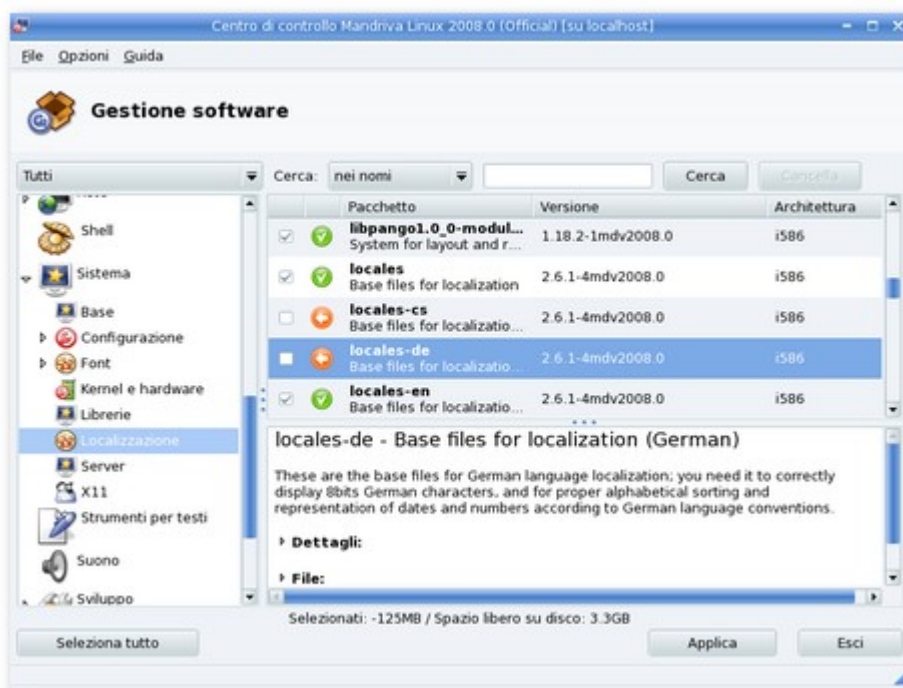 Centro di controllo Mandriva Linux 2008.0 (Official) [su localhost]
File Opzioni Guida
Gestione software
Tutti
Cerca: nei nomi Cerca Cancella
Shell
Sistema
Base
Configurazione
Font
Kernel e hardware
Librerie
Localizzazione
Server
X11
Strumenti per testi
Suono
Sviluppo
Pacchetto Versione Architettura
libpango1.0_0-modul... 1.18.2-1mdv2008.0 i586
System for layout and r...
locales 2.6.1-4mdv2008.0 i586
Base files for localization
locales-cs 2.6.1-4mdv2008.0 i586
Base files for localizatio...
locales-de 2.6.1-4mdv2008.0 i586
Base files for localizatio...
locales-en 2.6.1-4mdv2008.0 i586
Base files for localizatio...
locales-de - Base files for localization (German)
These are the base files for German language localization; you need it to correctly
display 8bits German characters, and for proper alphabetical sorting and
representation of dates and numbers according to German language conventions.
Dettagli:
File:
Selezionati: -125MB / Spazio libero su disco: 3.3GB
Seleziona tutto Applica Esci